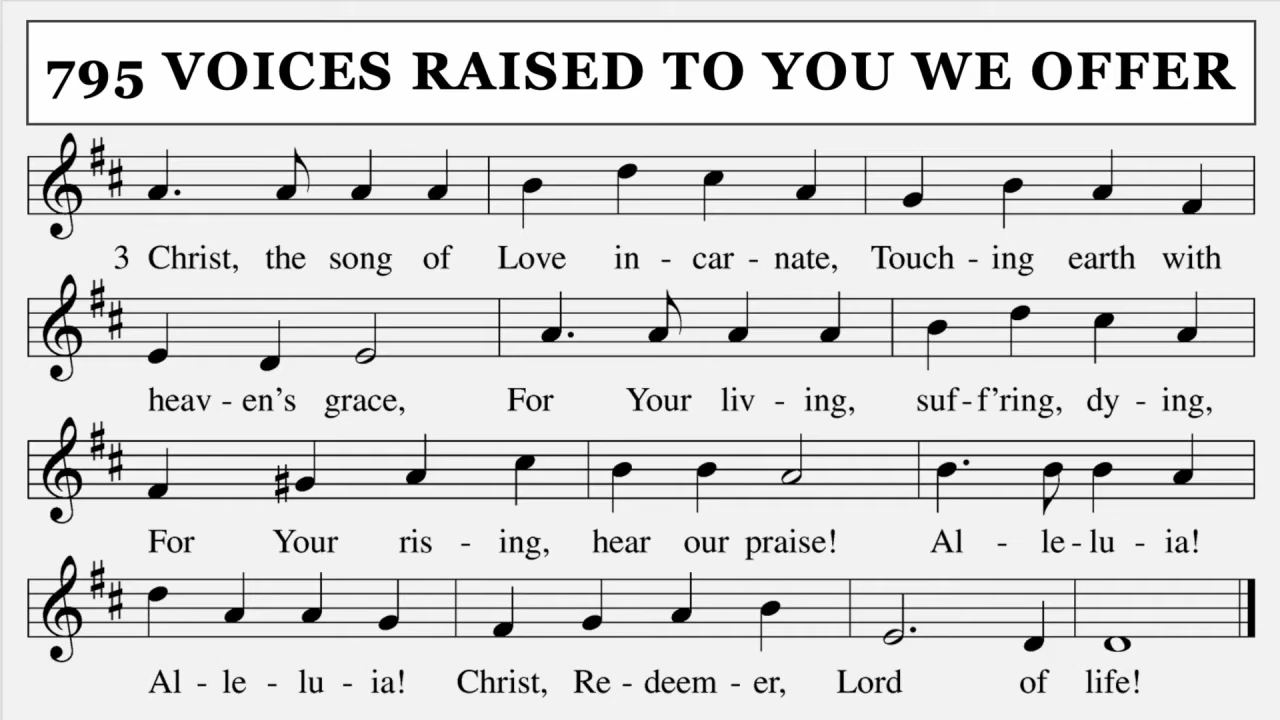 795 VOICES RAISED TO YOU WE OFFER
3 Christ, the song of Love in - car - nate, Touch - ing earth with
heav - en’s grace, For Your liv - ing, suf - f’ring, dy - ing,
For Your ris - ing, hear our praise! Al - le - lu - ia!
Al - le - lu - ia! Christ, Re - deem - er, Lord of life!